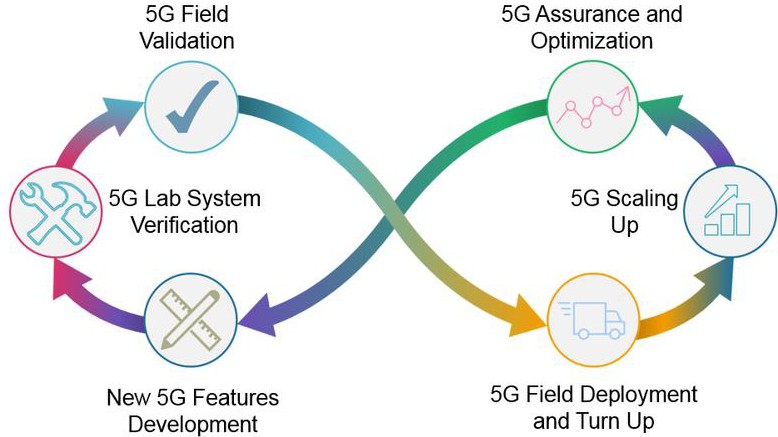 5G Field
Validation
5G Assurance and
Optimization
5G Lab System
Verification
5G Scaling
Up
New 5G Features
Development
5G Field Deployment
and Turn Up